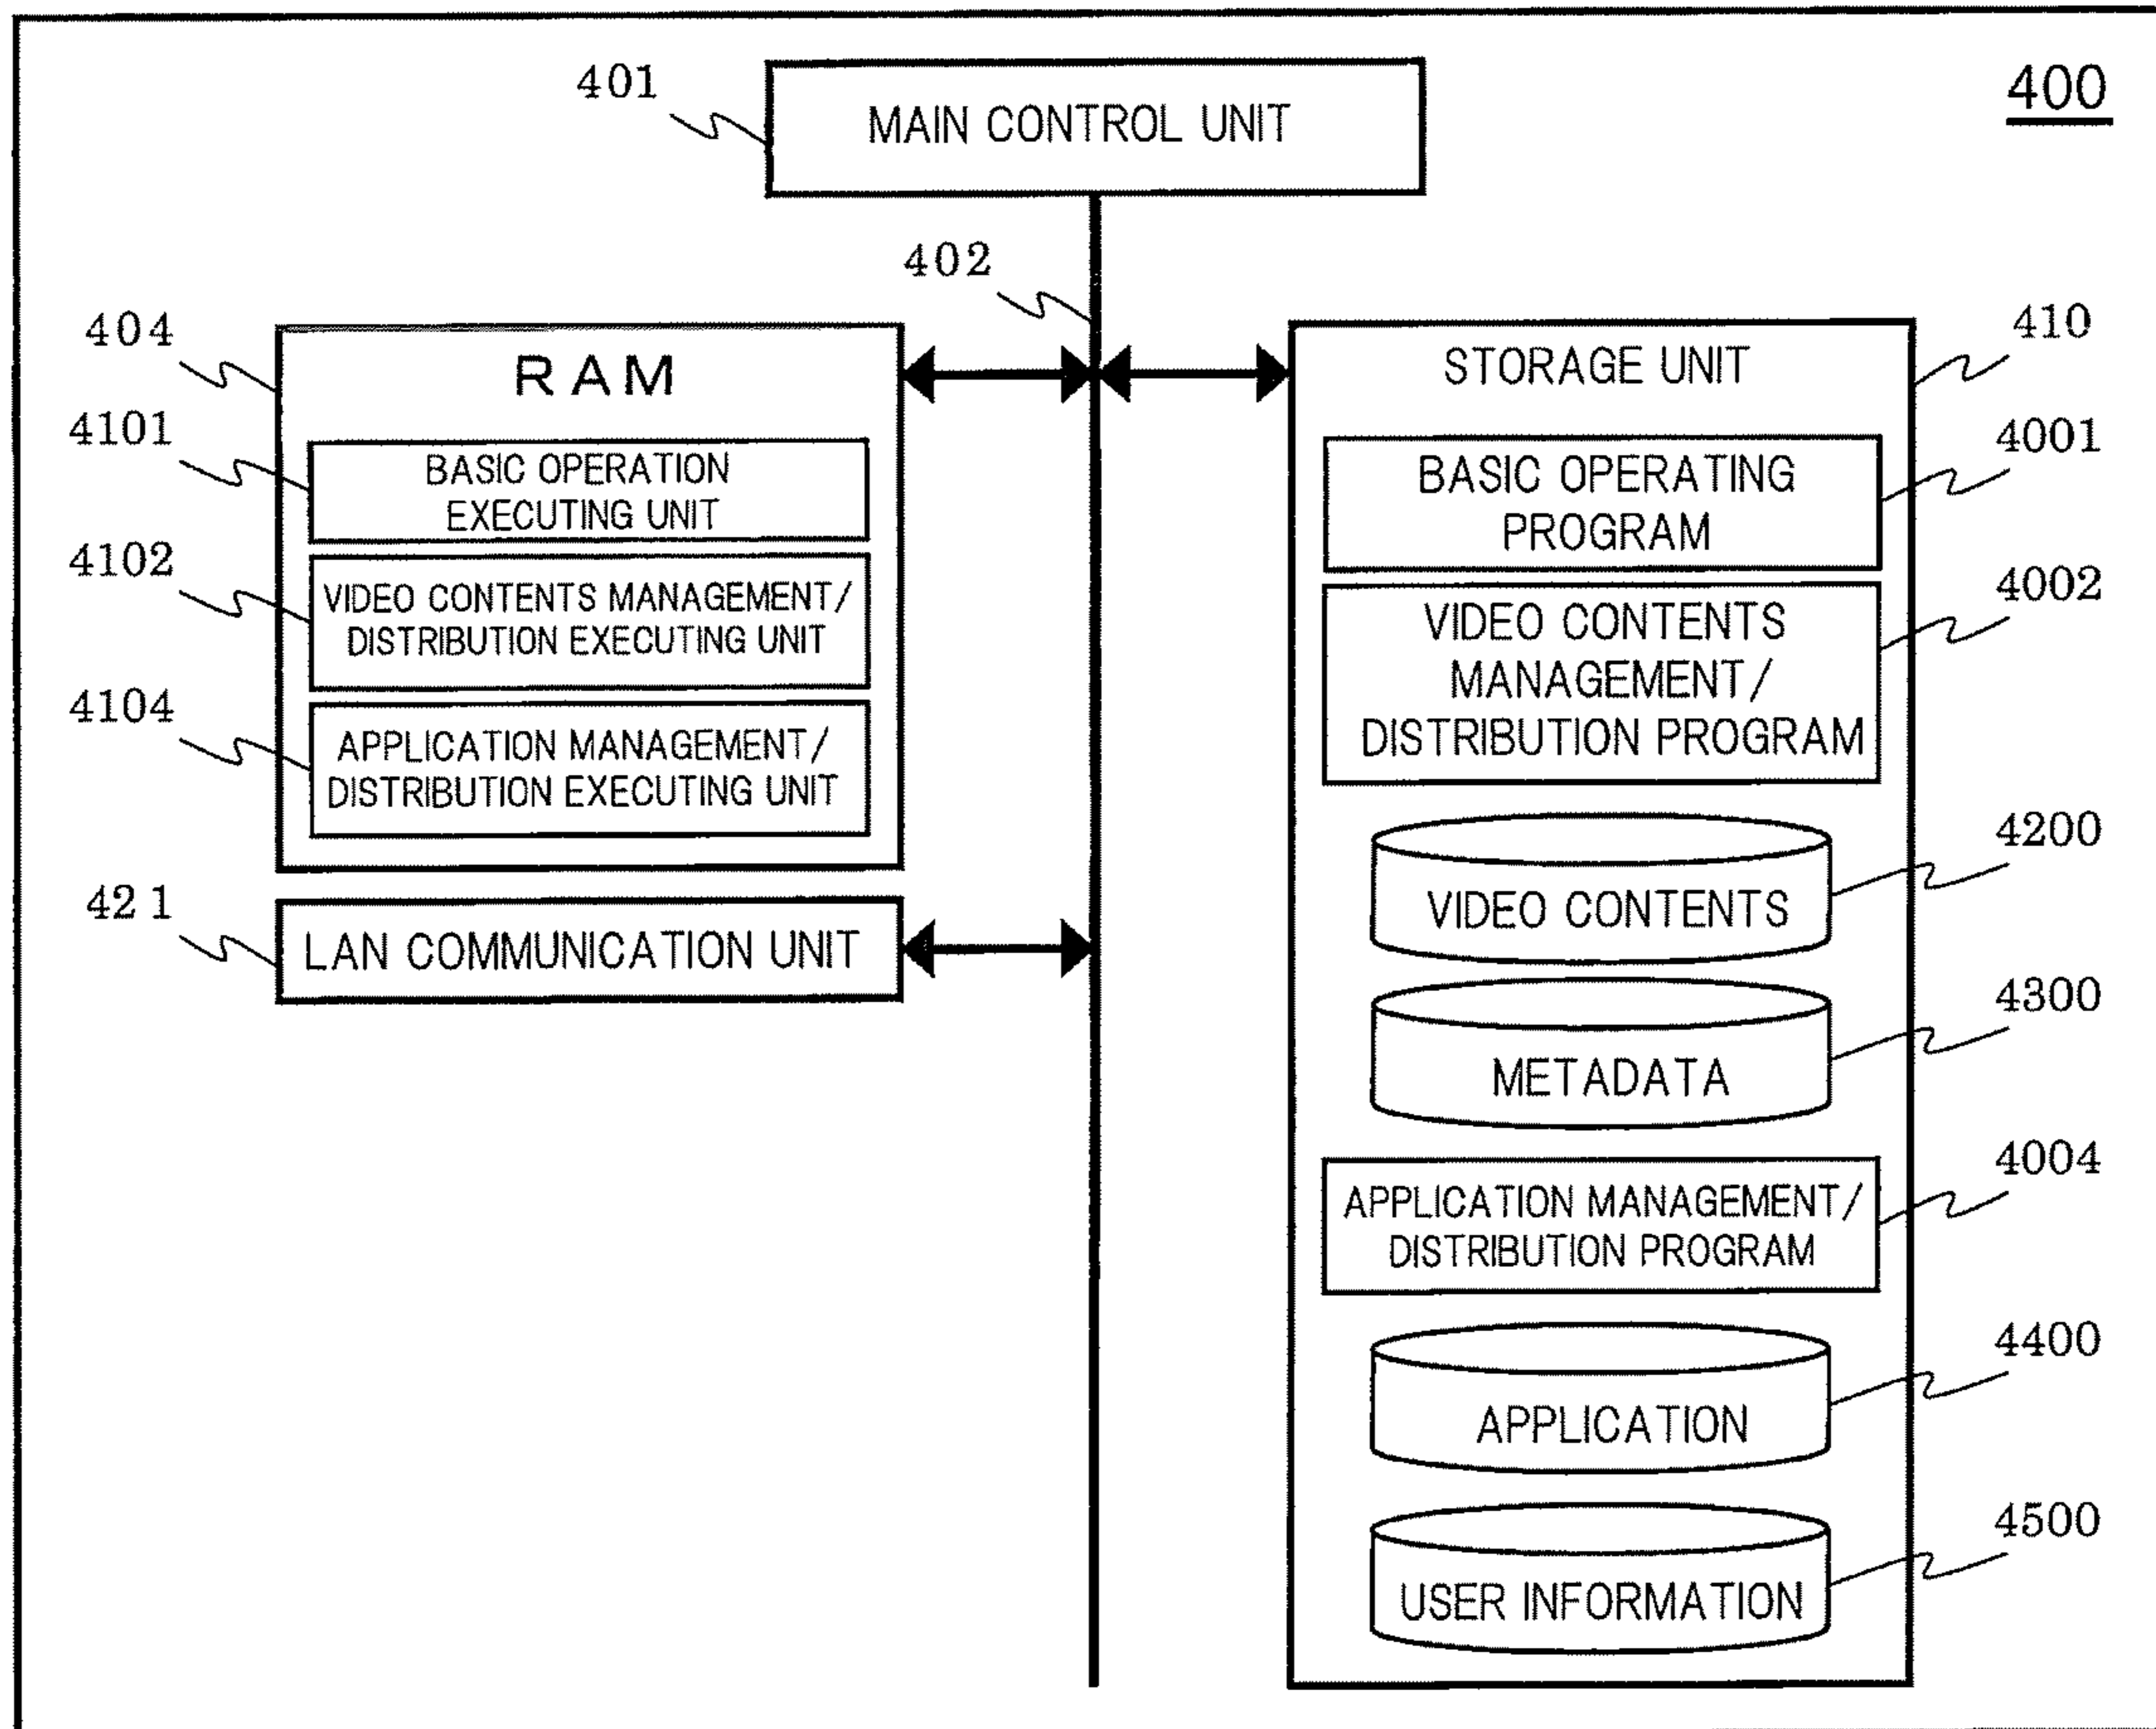 400
401
MAIN CONTROL UNIT
402
404
RAM
4101
BASIC OPERATION
EXECUTING UNIT
4102
VIDEO CONTENTS MANAGEMENT/
DISTRIBUTION EXECUTING UNIT
4104
APPLICATION MANAGEMENT/
DISTRIBUTION EXECUTING UNIT
421
LAN COMMUNICATION UNIT
410
STORAGE UNIT
4001
BASIC OPERATING
PROGRAM
4002
VIDEO CONTENTS
MANAGEMENT/
DISTRIBUTION PROGRAM
4200
VIDEO CONTENTS
4300
METADATA
4004
APPLICATION MANAGEMENT/
DISTRIBUTION PROGRAM
4400
APPLICATION
4500
USER INFORMATION